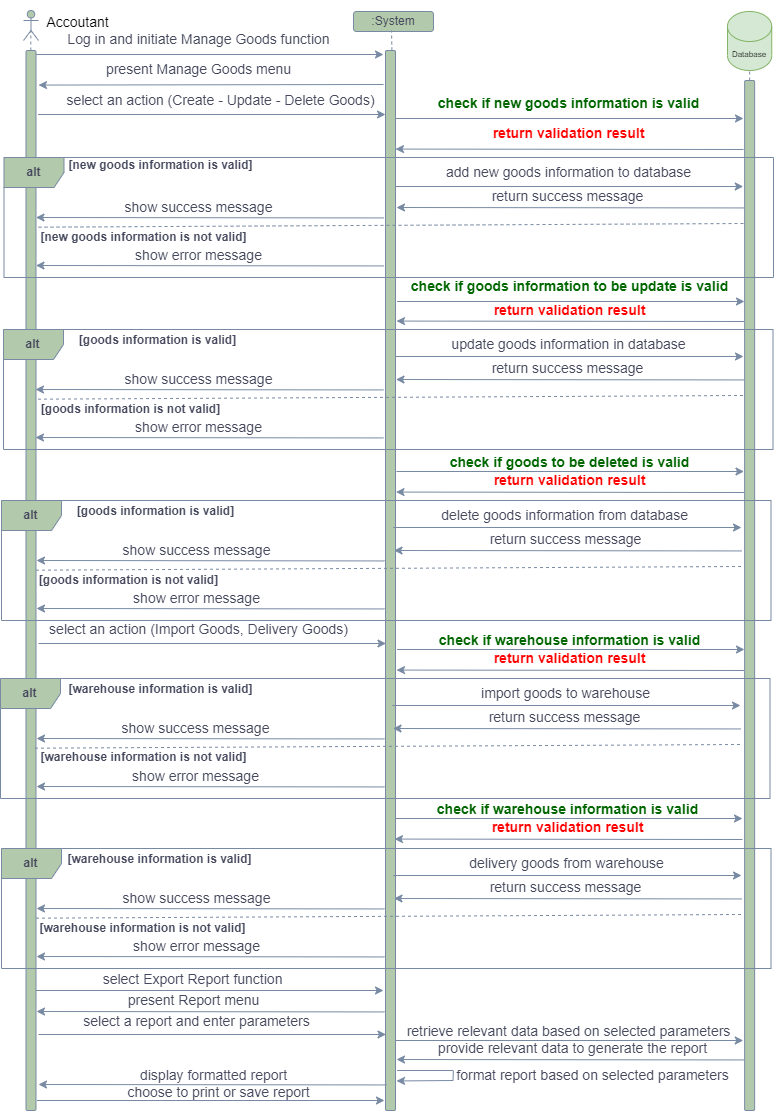 Accoutant
:System
Database
Log in and initiate Manage Goods function
present Manage Goods menu
select an action (Create - Update - Delete Goods)
check if new goods information is valid
return validation result
alt
[new goods information is valid]
add new goods information to database
return success message
show success message
[new goods information is not valid]
show error message
check if goods information to be update is valid
return validation result
alt
[goods information is valid]
update goods information in database
return success message
show success message
[goods information is not valid]
show error message
check if goods to be deleted is valid
return validation result
alt
[goods information is valid]
delete goods information from database
return success message
show success message
[goods information is not valid]
show error message
select an action (Import Goods, Delivery Goods)
check if warehouse information is valid
return validation result
alt
[warehouse information is valid]
import goods to warehouse
return success message
show success message
[warehouse information is not valid]
show error message
check if warehouse information is valid
return validation result
alt
[warehouse information is valid]
delivery goods from warehouse
return success message
show success message
[warehouse information is not valid]
show error message
select Export Report function
present Report menu
select a report and enter parameters
retrieve relevant data based on selected parameters
provide relevant data to generate the report
format report based on selected parameters
display formatted report
choose to print or save report